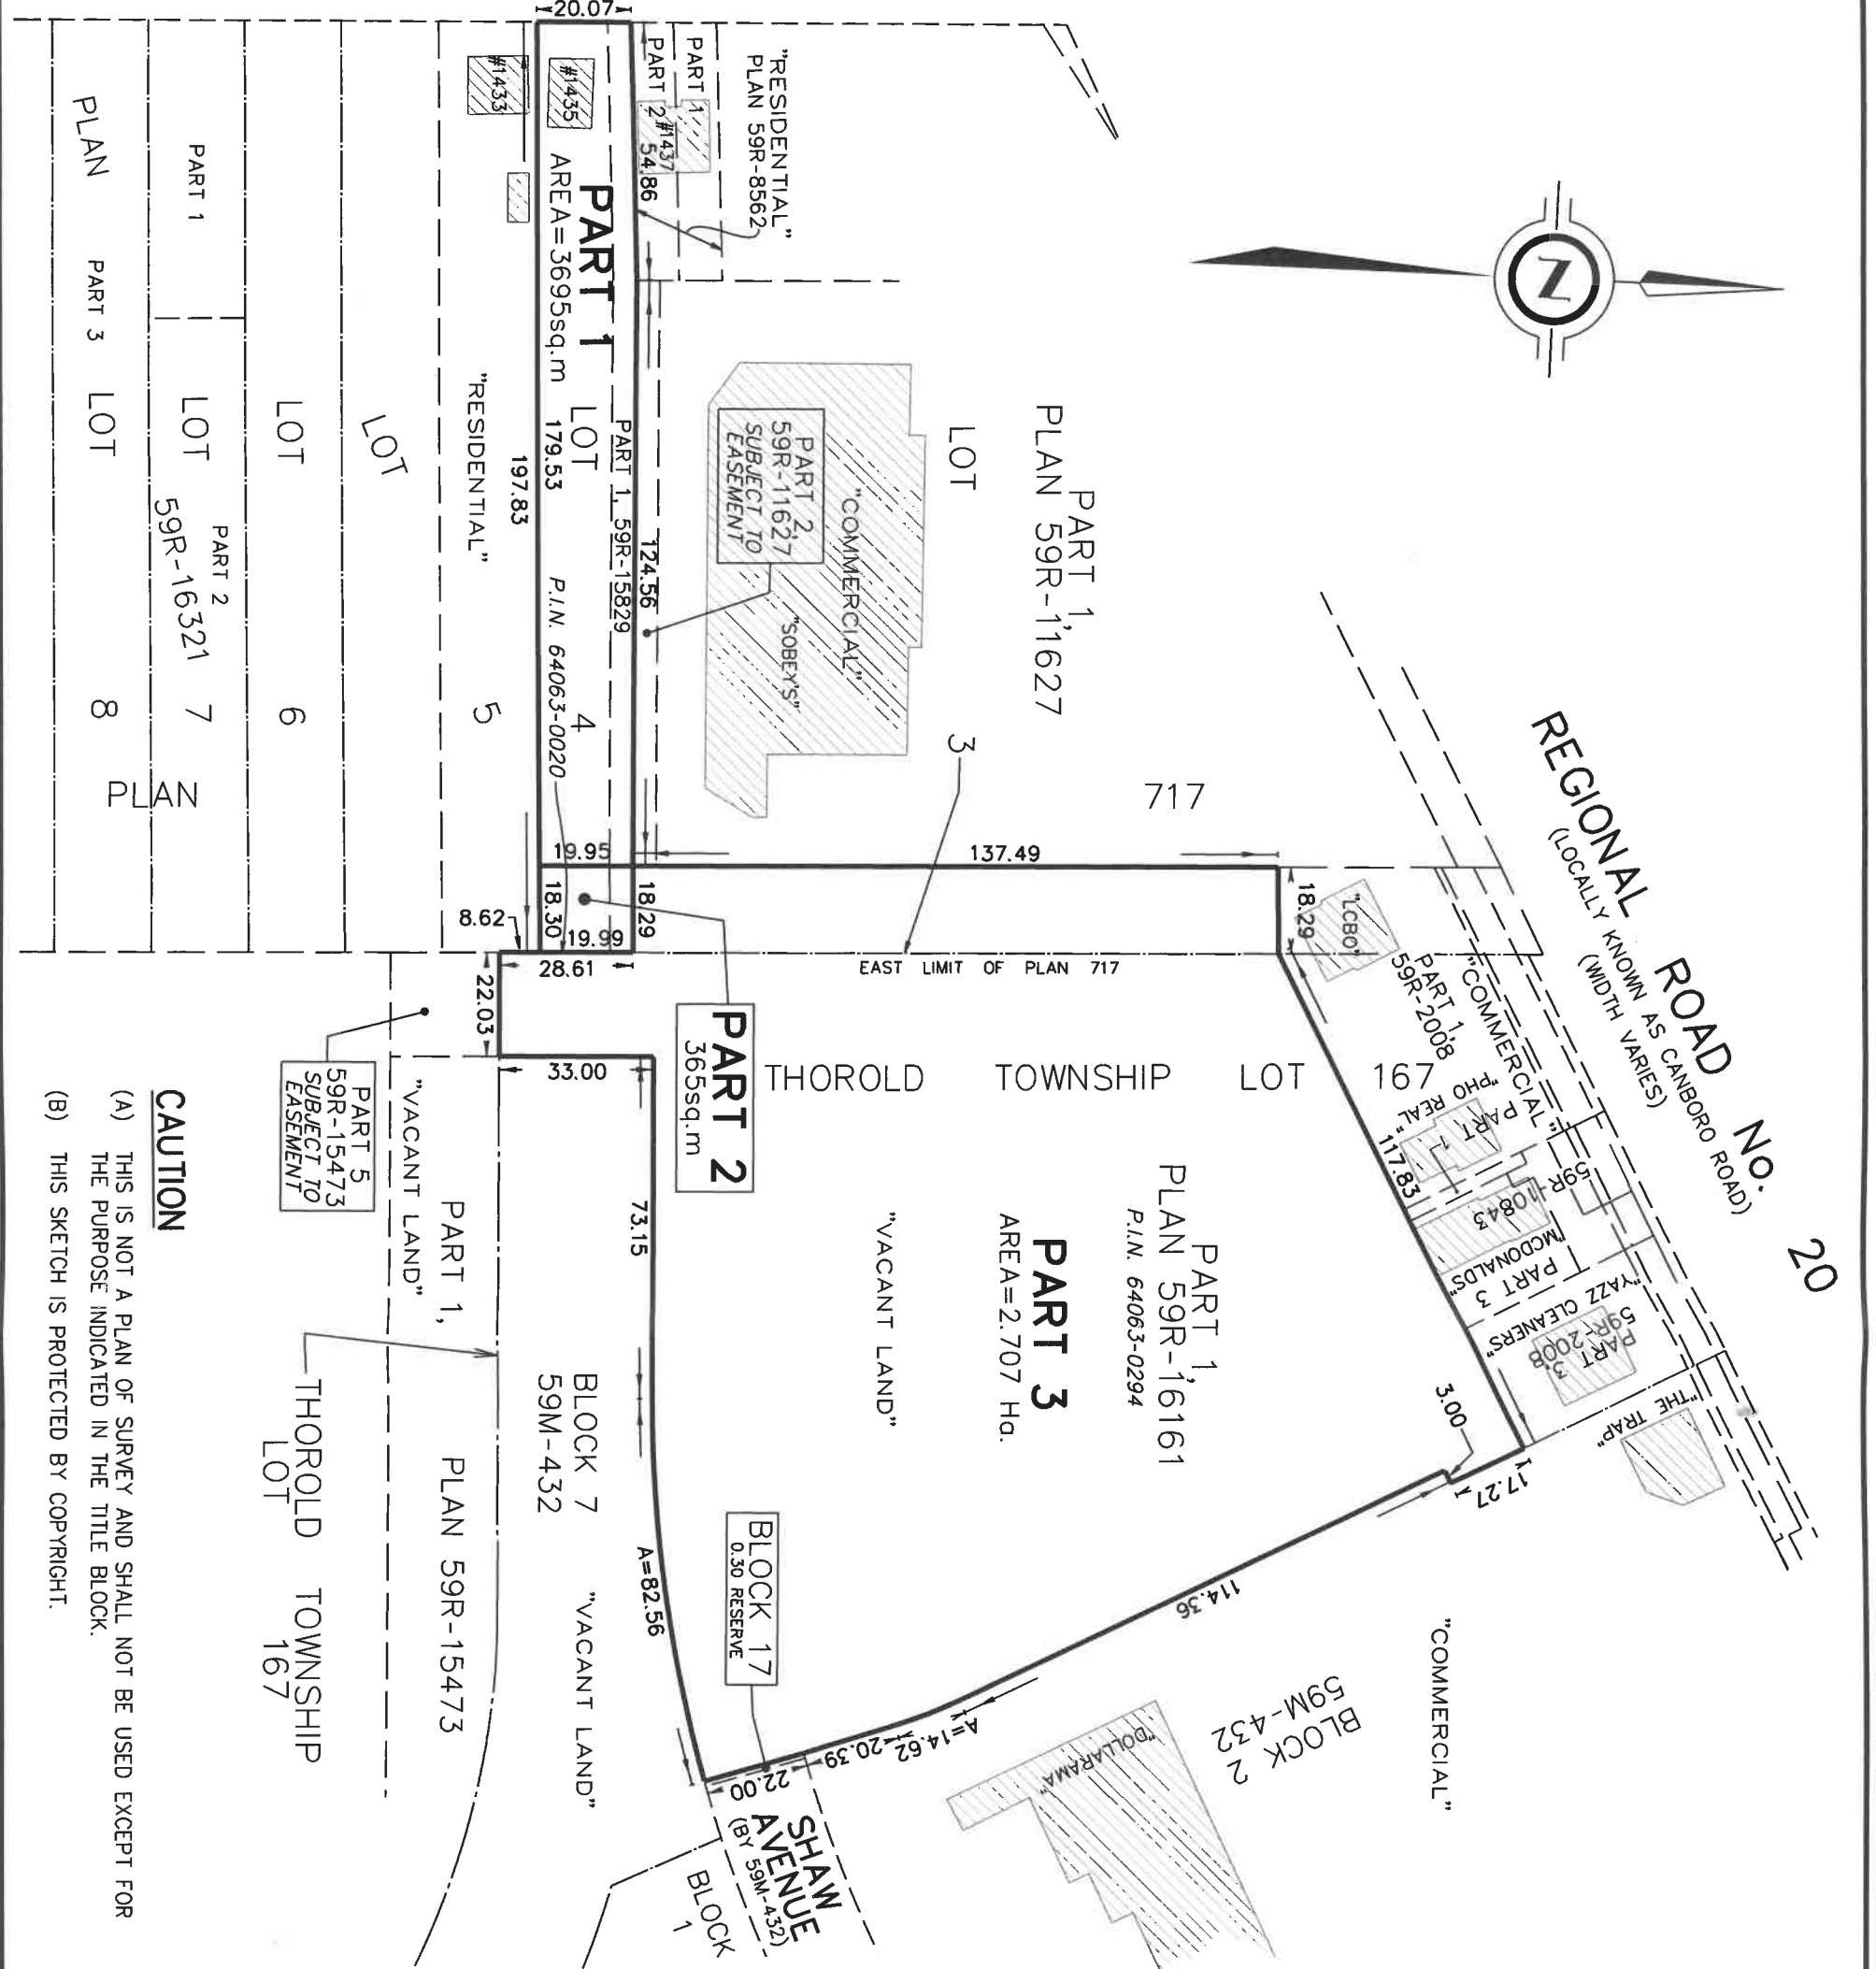 REGIONAL ROAD No. 20
(LOCALLY KNOWN AS CANBORO ROAD)
(WIDTH VARIES)
N
"RESIDENTIAL"
PLAN 59R-8562
PART 1
PART 2
#1437
54.86
20.07
#1435
#1433
PART 1
AREA=3695sq.m
LOT 4
179.53
P.I.N. 64063-0020
PART 1, 59R-15829
124.56
"RESIDENTIAL"
197.83
LOT 5
LOT 6
PART 1
LOT 7
PART 2
59R-16321
PLAN
PART 3
LOT 8
PLAN
PART 1,
PLAN 59R-11627
LOT 3
717
"COMMERCIAL"
"SOBEY'S"
PART 2,
59R-11627
SUBJECT TO
EASEMENT
137.49
18.29
19.95
18.29
18.30
19.99
8.62
28.61
22.03
33.00
EAST LIMIT OF PLAN 717
PART 2
365sq.m
THOROLD TOWNSHIP LOT 167
"LCBO"
PART 1,
59R-2008
"COMMERCIAL"
"PHO REAL"
PART 1
59R-10843
"MCDONALDS"
PART 3
"YAZZ CLEANERS"
PART 3,
59R-2008
"THE TRAP"
117.83
3.00
17.27
PART 1,
PLAN 59R-16161
P.I.N. 64063-0294
PART 3
AREA=2.707 Ha.
"VACANT LAND"
114.36
A=14.62
20.39
22.00
73.15
A=82.56
BLOCK 17
0.30 RESERVE
"COMMERCIAL"
BLOCK 2
59M-432
"DOLLARAMA"
SHAW
AVENUE
(BY 59M-432)
BLOCK
1
BLOCK 7
59M-432
"VACANT LAND"
PART 1, PLAN 59R-15473
"VACANT LAND"
PART 5
59R-15473
SUBJECT TO
EASEMENT
THOROLD TOWNSHIP
LOT 167
CAUTION
(A) THIS IS NOT A PLAN OF SURVEY AND SHALL NOT BE USED EXCEPT FOR
THE PURPOSE INDICATED IN THE TITLE BLOCK.
(B) THIS SKETCH IS PROTECTED BY COPYRIGHT.